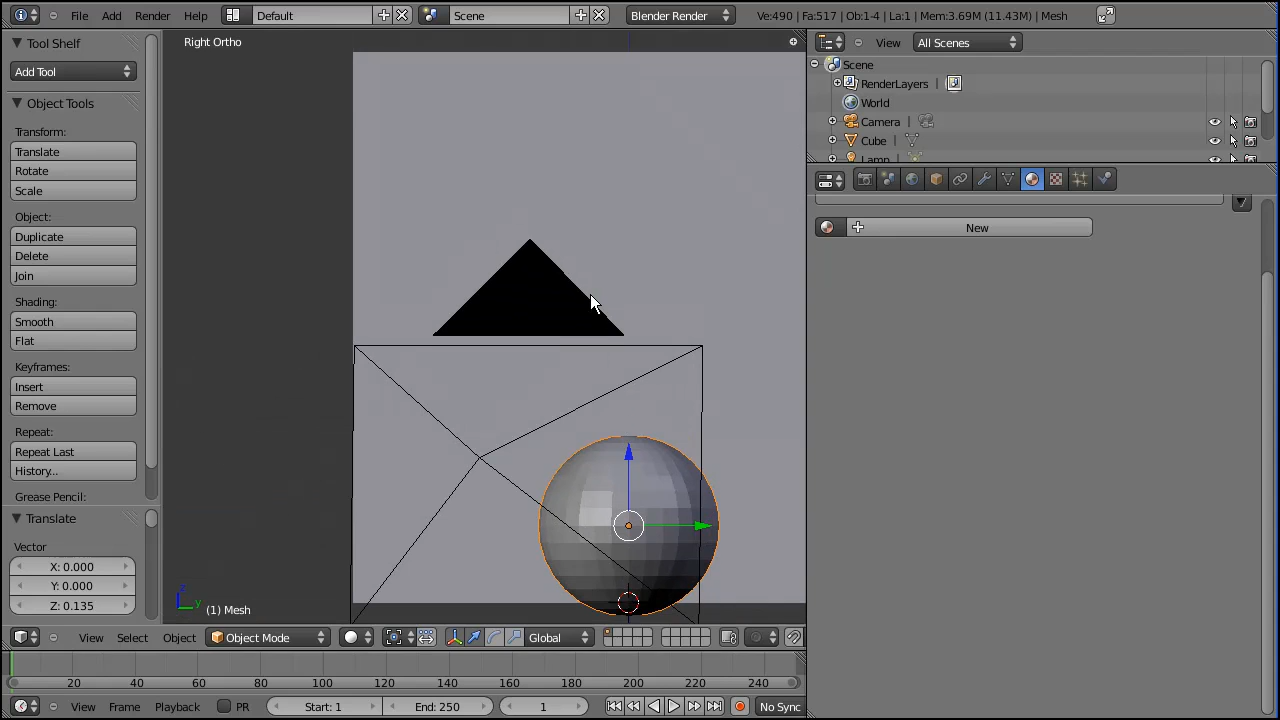 File Add Render Help Default Scene Blender Render Ve:490 | Fa:517 | Ob:1-4 | La:1 | Mem:3.69M (11.43M) | Mesh
Tool Shelf
Add Tool
Object Tools
Transform:
Translate
Rotate
Scale
Object:
Duplicate
Delete
Join
Shading:
Smooth
Flat
Keyframes:
Insert
Remove
Repeat:
Repeat Last
History...
Grease Pencil:
Translate
Vector
X: 0.000
Y: 0.000
Z: 0.135
Right Ortho
z
y
(1) Mesh
View Select Object Object Mode Global
View All Scenes
Scene
RenderLayers |
World
Camera |
Cube |
Lamp
New
0 20 40 60 80 100 120 140 160 180 200 220 240
View Frame Playback PR Start: 1 End: 250 1 No Sync